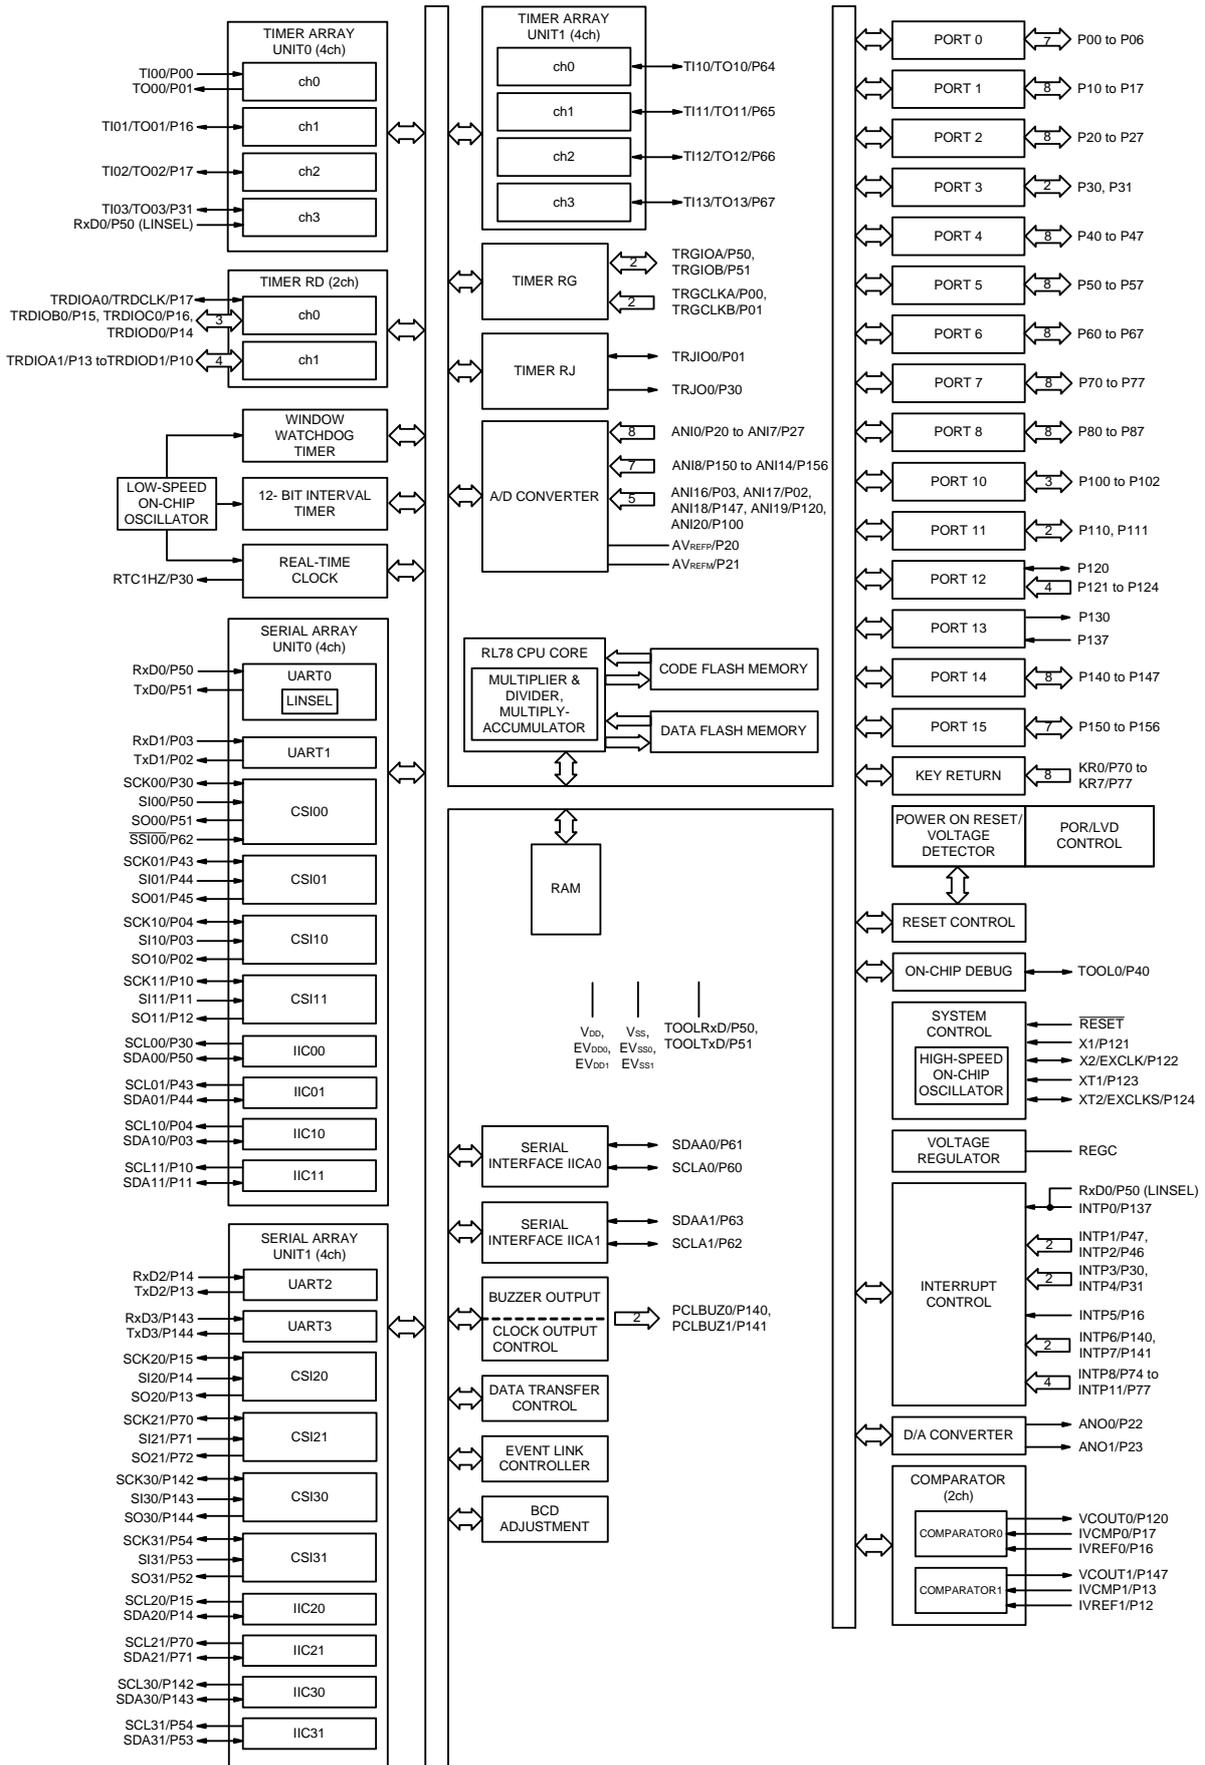 TIMER ARRAY
UNIT0 (4ch)
TI00/P00
TO00/P01
ch0
TI01/TO01/P16
ch1
TI02/TO02/P17
ch2
TI03/TO03/P31
RxD0/P50 (LINSEL)
ch3
TIMER RD (2ch)
TRDIOA0/TRDCLK/P17
TRDIOB0/P15, TRDIOC0/P16,
TRDIOD0/P14
3
ch0
TRDIOA1/P13 toTRDIOD1/P10
4
ch1
WINDOW
WATCHDOG
TIMER
LOW-SPEED
ON-CHIP
OSCILLATOR
12- BIT INTERVAL
TIMER
REAL-TIME
CLOCK
RTC1HZ/P30
SERIAL ARRAY
UNIT0 (4ch)
RxD0/P50
TxD0/P51
UART0
LINSEL
RxD1/P03
TxD1/P02
UART1
SCK00/P30
SI00/P50
SO00/P51
SSI00/P62
CSI00
SCK01/P43
SI01/P44
SO01/P45
CSI01
SCK10/P04
SI10/P03
SO10/P02
CSI10
SCK11/P10
SI11/P11
SO11/P12
CSI11
SCL00/P30
SDA00/P50
IIC00
SCL01/P43
SDA01/P44
IIC01
SCL10/P04
SDA10/P03
IIC10
SCL11/P10
SDA11/P11
IIC11
SERIAL ARRAY
UNIT1 (4ch)
RxD2/P14
TxD2/P13
UART2
RxD3/P143
TxD3/P144
UART3
SCK20/P15
SI20/P14
SO20/P13
CSI20
SCK21/P70
SI21/P71
SO21/P72
CSI21
SCK30/P142
SI30/P143
SO30/P144
CSI30
SCK31/P54
SI31/P53
SO31/P52
CSI31
SCL20/P15
SDA20/P14
IIC20
SCL21/P70
SDA21/P71
IIC21
SCL30/P142
SDA30/P143
IIC30
SCL31/P54
SDA31/P53
IIC31
TIMER ARRAY
UNIT1 (4ch)
ch0
TI10/TO10/P64
ch1
TI11/TO11/P65
ch2
TI12/TO12/P66
ch3
TI13/TO13/P67
TIMER RG
2
TRGIOA/P50,
TRGIOB/P51
2
TRGCLKA/P00,
TRGCLKB/P01
TIMER RJ
TRJIO0/P01
TRJO0/P30
A/D CONVERTER
8
ANI0/P20 to ANI7/P27
7
ANI8/P150 to ANI14/P156
5
ANI16/P03, ANI17/P02,
ANI18/P147, ANI19/P120,
ANI20/P100
AVREFP/P20
AVREFM/P21
RL78 CPU CORE
MULTIPLIER &
DIVIDER,
MULTIPLY-
ACCUMULATOR
CODE FLASH MEMORY
DATA FLASH MEMORY
RAM
VDD,
EVDD0,
EVDD1
VSS,
EVSS0,
EVSS1
TOOLRxD/P50,
TOOLTxD/P51
SERIAL
INTERFACE IICA0
SDAA0/P61
SCLA0/P60
SERIAL
INTERFACE IICA1
SDAA1/P63
SCLA1/P62
BUZZER OUTPUT
CLOCK OUTPUT
CONTROL
2
PCLBUZ0/P140,
PCLBUZ1/P141
DATA TRANSFER
CONTROL
EVENT LINK
CONTROLLER
BCD
ADJUSTMENT
PORT 0
7
P00 to P06
PORT 1
8
P10 to P17
PORT 2
8
P20 to P27
PORT 3
2
P30, P31
PORT 4
8
P40 to P47
PORT 5
8
P50 to P57
PORT 6
8
P60 to P67
PORT 7
8
P70 to P77
PORT 8
8
P80 to P87
PORT 10
3
P100 to P102
PORT 11
2
P110, P111
PORT 12
P120
4
P121 to P124
PORT 13
P130
P137
PORT 14
8
P140 to P147
PORT 15
7
P150 to P156
KEY RETURN
8
KR0/P70 to
KR7/P77
POWER ON RESET/
VOLTAGE
DETECTOR
POR/LVD
CONTROL
RESET CONTROL
ON-CHIP DEBUG
TOOL0/P40
SYSTEM
CONTROL
HIGH-SPEED
ON-CHIP
OSCILLATOR
RESET
X1/P121
X2/EXCLK/P122
XT1/P123
XT2/EXCLKS/P124
VOLTAGE
REGULATOR
REGC
INTERRUPT
CONTROL
RxD0/P50 (LINSEL)
INTP0/P137
2
INTP1/P47,
INTP2/P46
2
INTP3/P30,
INTP4/P31
INTP5/P16
2
INTP6/P140,
INTP7/P141
4
INTP8/P74 to
INTP11/P77
D/A CONVERTER
ANO0/P22
ANO1/P23
COMPARATOR
(2ch)
COMPARATOR0
VCOUT0/P120
IVCMP0/P17
IVREF0/P16
COMPARATOR1
VCOUT1/P147
IVCMP1/P13
IVREF1/P12